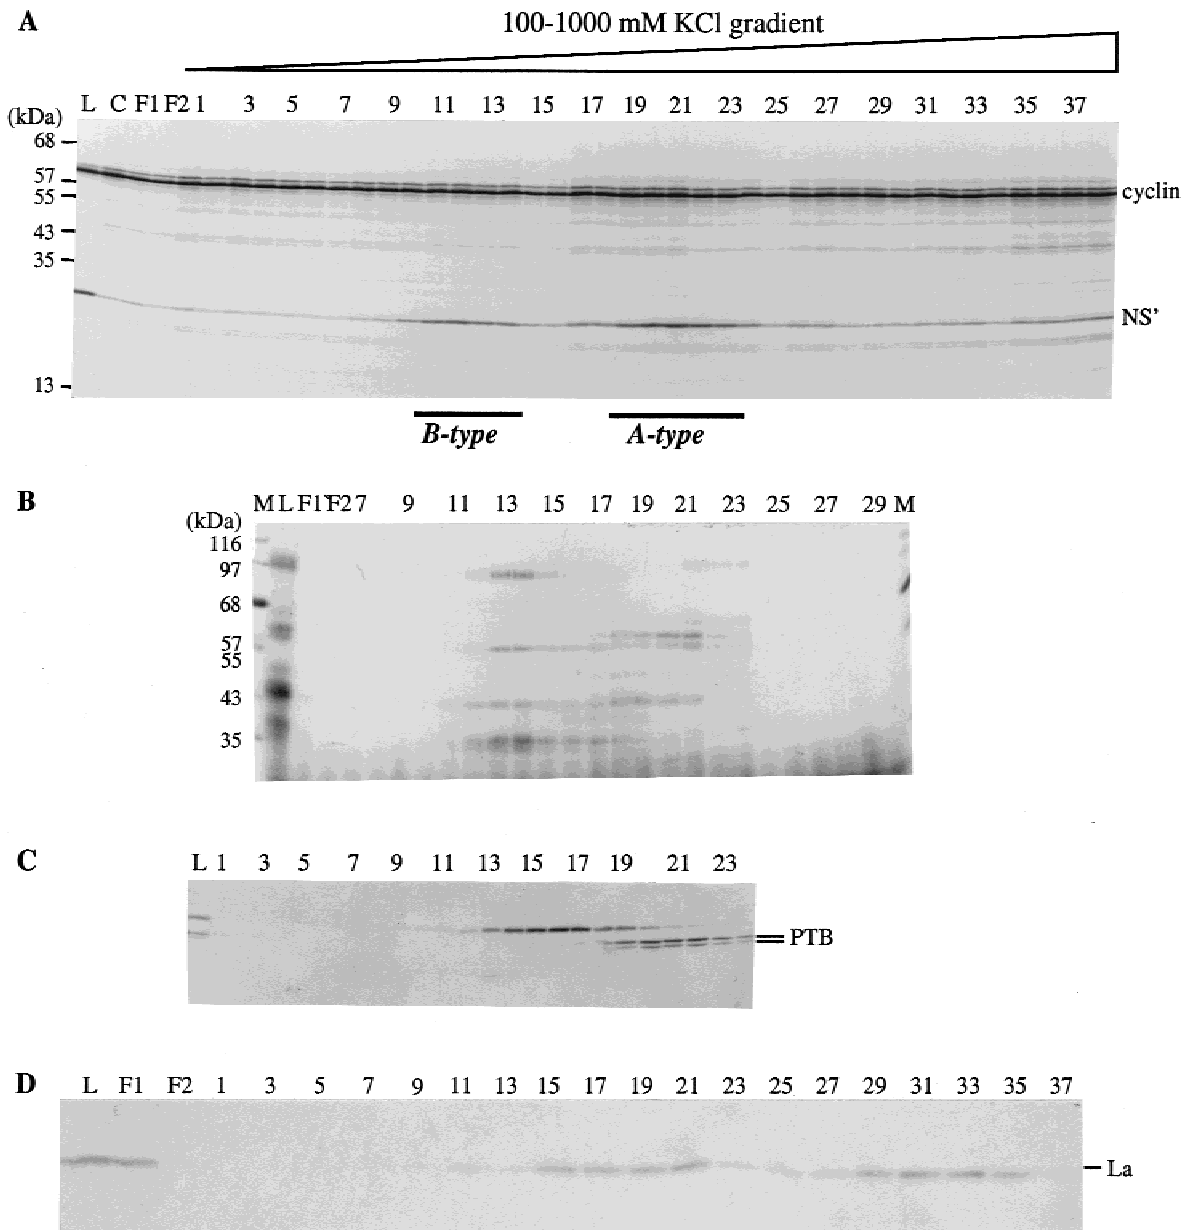 A
100-1000 mM KCl gradient
L C F1 F2 1 3 5 7 9 11 13 15 17 19 21 23 25 27 29 31 33 35 37
(kDa)
68
57
55
43
35
13
cyclin
NS'
B-type
A-type
B
M L F1 F2 7 9 11 13 15 17 19 21 23 25 27 29 M
(kDa)
116
97
68
57
55
43
35
C
L 1 3 5 7 9 11 13 15 17 19 21 23
PTB
D
L F1 F2 1 3 5 7 9 11 13 15 17 19 21 23 25 27 29 31 33 35 37
La